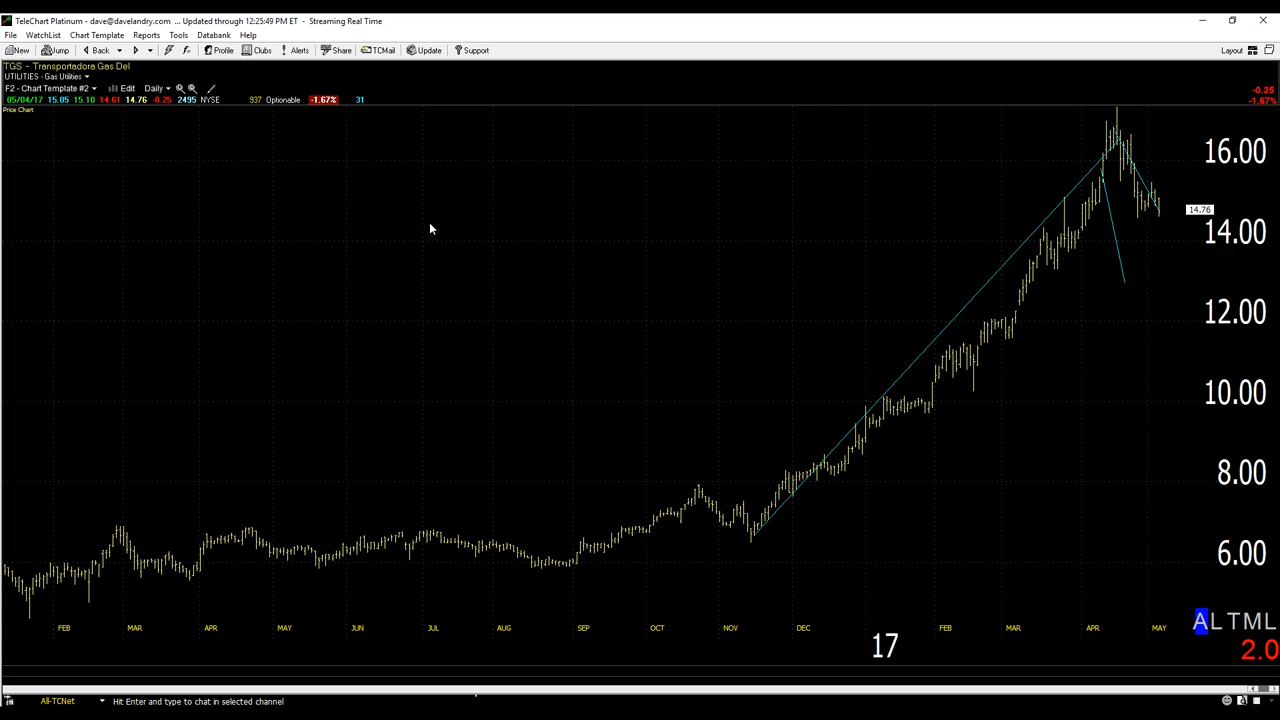 TeleChart Platinum - dave@davelandry.com ... Updated through 12:25:49 PM ET - Streaming Real Time
File WatchList Chart Template Reports Tools Databank Help
New Jump Back Profile Clubs Alerts Share TCMail Update Support Layout
TGS - Transportadora Gas Del
UTILITIES - Gas Utilities
F2 - Chart Template #2 Edit Daily
05/04/17 15.05 15.10 14.61 14.76 -0.25 2495 NYSE 937 Optionable -1.67% 31
-0.25
-1.67%
Price Chart
16.00
14.76
14.00
12.00
10.00
8.00
6.00
ALTML
FEB MAR APR MAY JUN JUL AUG SEP OCT NOV DEC 17 FEB MAR APR MAY
2.0
All-TCNet Hit Enter and type to chat in selected channel